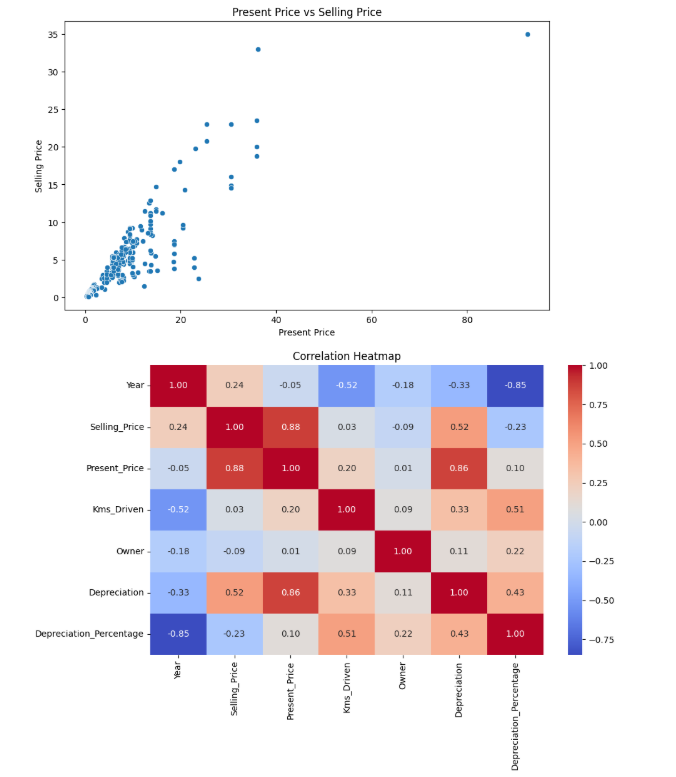 Present Price vs Selling Price
35
30
25
20
15
10
5
0
Selling Price
0 20 40 60 80
Present Price
Correlation Heatmap
Year 1.00 0.24 -0.05 -0.52 -0.18 -0.33 -0.85
Selling_Price 0.24 1.00 0.88 0.03 -0.09 0.52 -0.23
Present_Price -0.05 0.88 1.00 0.20 0.01 0.86 0.10
Kms_Driven -0.52 0.03 0.20 1.00 0.09 0.33 0.51
Owner -0.18 -0.09 0.01 0.09 1.00 0.11 0.22
Depreciation -0.33 0.52 0.86 0.33 0.11 1.00 0.43
Depreciation_Percentage -0.85 -0.23 0.10 0.51 0.22 0.43 1.00
Year Selling_Price Present_Price Kms_Driven Owner Depreciation Depreciation_Percentage
1.00
0.75
0.50
0.25
0.00
−0.25
−0.50
−0.75